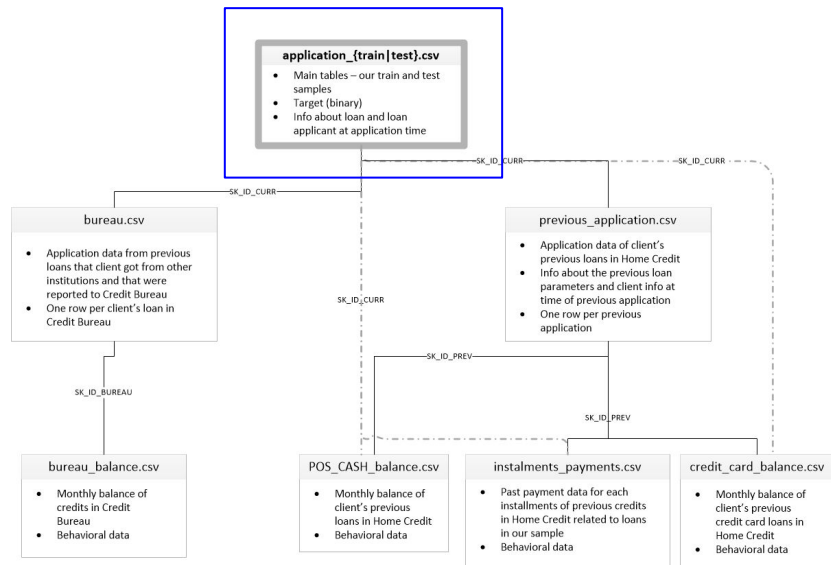 application_{train|test}.csv
• Main tables – our train and test
samples
• Target (binary)
• Info about loan and loan
applicant at application time
SK_ID_CURR
SK_ID_CURR
SK_ID_CURR
bureau.csv
• Application data from previous
loans that client got from other
institutions and that were
reported to Credit Bureau
• One row per client's loan in
Credit Bureau
previous_application.csv
• Application data of client's
previous loans in Home Credit
• Info about the previous loan
parameters and client info at
time of previous application
• One row per previous
application
SK_ID_CURR
SK_ID_PREV
SK_ID_BUREAU
SK_ID_PREV
bureau_balance.csv
• Monthly balance of
credits in Credit
Bureau
• Behavioral data
POS_CASH_balance.csv
• Monthly balance of
client's previous
loans in Home Credit
• Behavioral data
instalments_payments.csv
• Past payment data for each
installments of previous credits
in Home Credit related to loans
in our sample
• Behavioral data
credit_card_balance.csv
• Monthly balance of
client's previous
credit card loans in
Home Credit
• Behavioral data